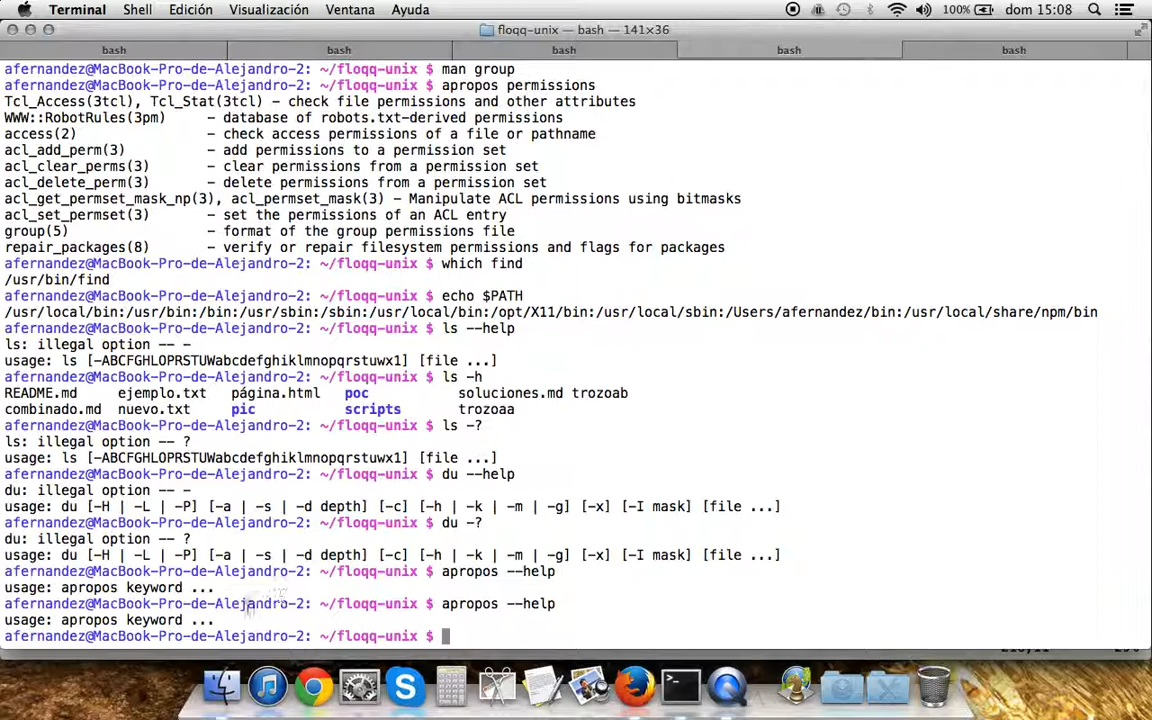 Terminal Shell Edición Visualización Ventana Ayuda 100% dom 15:08
floqq-unix — bash — 141×36
bash bash bash bash bash
afernandez@MacBook-Pro-de-Alejandro-2: ~/floqq-unix $ man group
afernandez@MacBook-Pro-de-Alejandro-2: ~/floqq-unix $ apropos permissions
Tcl_Access(3tcl), Tcl_Stat(3tcl) - check file permissions and other attributes
WWW::RobotRules(3pm) - database of robots.txt-derived permissions
access(2) - check access permissions of a file or pathname
acl_add_perm(3) - add permissions to a permission set
acl_clear_perms(3) - clear permissions from a permission set
acl_delete_perm(3) - delete permissions from a permission set
acl_get_permset_mask_np(3), acl_permset_mask(3) - Manipulate ACL permissions using bitmasks
acl_set_permset(3) - set the permissions of an ACL entry
group(5) - format of the group permissions file
repair_packages(8) - verify or repair filesystem permissions and flags for packages
afernandez@MacBook-Pro-de-Alejandro-2: ~/floqq-unix $ which find
/usr/bin/find
afernandez@MacBook-Pro-de-Alejandro-2: ~/floqq-unix $ echo $PATH
/usr/local/bin:/usr/bin:/bin:/usr/sbin:/sbin:/usr/local/bin:/opt/X11/bin:/usr/local/sbin:/Users/afernandez/bin:/usr/local/share/npm/bin
afernandez@MacBook-Pro-de-Alejandro-2: ~/floqq-unix $ ls --help
ls: illegal option -- -
usage: ls [-ABCFGHLOPRSTUWabcdefghiklmnopqrstuwx1] [file ...]
afernandez@MacBook-Pro-de-Alejandro-2: ~/floqq-unix $ ls -h
README.md ejemplo.txt página.html poc soluciones.md trozoab
combinado.md nuevo.txt pic scripts trozoaa
afernandez@MacBook-Pro-de-Alejandro-2: ~/floqq-unix $ ls -?
ls: illegal option -- ?
usage: ls [-ABCFGHLOPRSTUWabcdefghiklmnopqrstuwx1] [file ...]
afernandez@MacBook-Pro-de-Alejandro-2: ~/floqq-unix $ du --help
du: illegal option -- -
usage: du [-H | -L | -P] [-a | -s | -d depth] [-c] [-h | -k | -m | -g] [-x] [-I mask] [file ...]
afernandez@MacBook-Pro-de-Alejandro-2: ~/floqq-unix $ du -?
du: illegal option -- ?
usage: du [-H | -L | -P] [-a | -s | -d depth] [-c] [-h | -k | -m | -g] [-x] [-I mask] [file ...]
afernandez@MacBook-Pro-de-Alejandro-2: ~/floqq-unix $ apropos --help
usage: apropos keyword ...
afernandez@MacBook-Pro-de-Alejandro-2: ~/floqq-unix $ apropos --help
usage: apropos keyword ...
afernandez@MacBook-Pro-de-Alejandro-2: ~/floqq-unix $